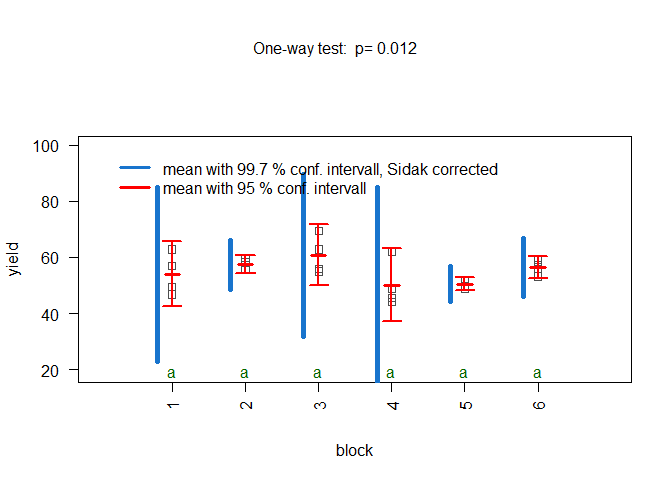 One-way test:  p= 0.012
100
80
60
40
20
yield
mean with 99.7 % conf. intervall, Sidak corrected
mean with 95 % conf. intervall
a a a a a a
1 2 3 4 5 6
block